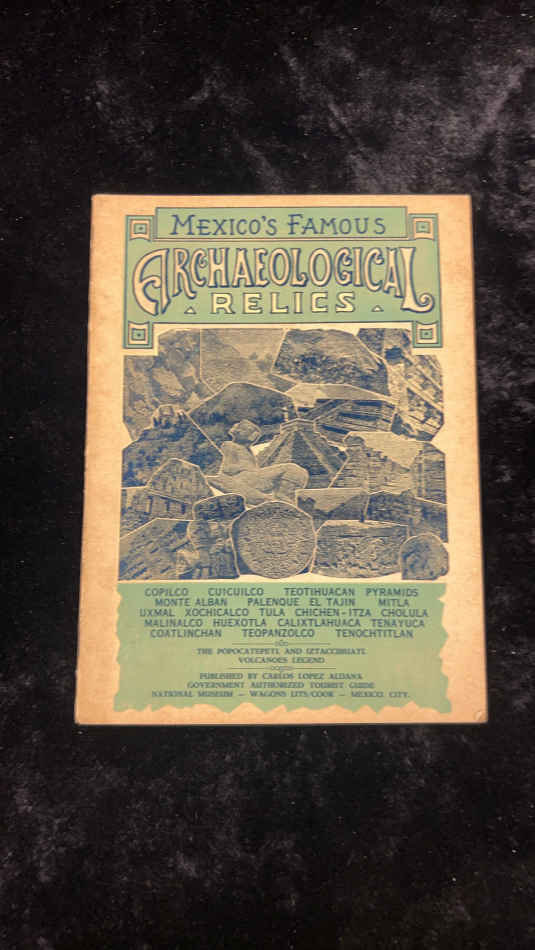 MEXICO'S FAMOUS
ARCHAEOLOGICAL
RELICS
COPILCO CUICUILCO TEOTIHUACAN PYRAMIDS
MONTE ALBAN PALENQUE EL TAJIN MITLA
UXMAL XOCHICALCO TULA CHICHEN-ITZA CHOLULA
MALINALCO HUEXOTLA CALIXTLAHUACA TENAYUCA
COATLINCHAN TEOPANZOLCO TENOCHTITLAN
THE POPOCATEPETL AND IZTACCIHUATL
VOLCANOES LEGEND
PUBLISHED BY CARLOS LOPEZ ALDANA
GOVERNMENT AUTHORIZED TOURIST GUIDE
NATIONAL MUSEUM — WAGONS LITS/COOK — MEXICO. CITY.